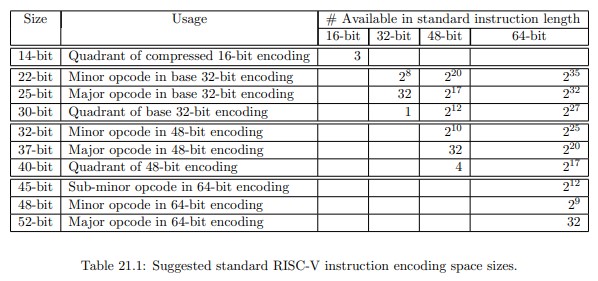 Size Usage # Available in standard instruction length
16-bit 32-bit 48-bit 64-bit
14-bit Quadrant of compressed 16-bit encoding 3
22-bit Minor opcode in base 32-bit encoding 2^8 2^20 2^35
25-bit Major opcode in base 32-bit encoding 32 2^17 2^32
30-bit Quadrant of base 32-bit encoding 1 2^12 2^27
32-bit Minor opcode in 48-bit encoding 2^10 2^25
37-bit Major opcode in 48-bit encoding 32 2^20
40-bit Quadrant of 48-bit encoding 4 2^17
45-bit Sub-minor opcode in 64-bit encoding 2^12
48-bit Minor opcode in 64-bit encoding 2^9
52-bit Major opcode in 64-bit encoding 32
Table 21.1: Suggested standard RISC-V instruction encoding space sizes.